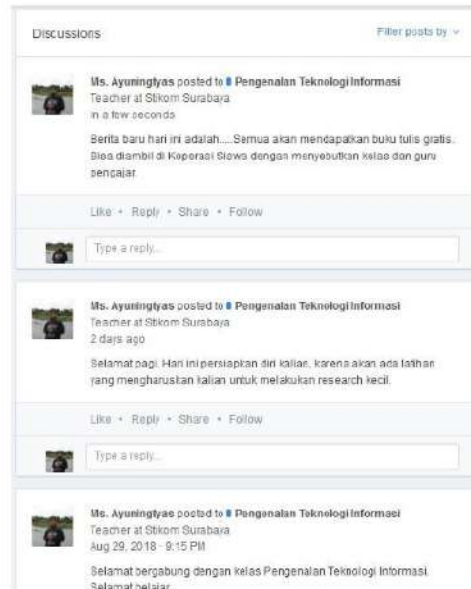 Discussions
Filter posts by
Ms. Ayuningtyas posted to Pengenalan Teknologi Informasi
Teacher at Stikom Surabaya
in a few seconds
Berita baru hari ini adalah.....Semua akan mendapatkan buku tulis gratis.
Bisa diambil di Koperasi Siswa dengan menyebutkan kelas dan guru
pengajar.
Like • Reply • Share • Follow
Type a reply...
Ms. Ayuningtyas posted to Pengenalan Teknologi Informasi
Teacher at Stikom Surabaya
2 days ago
Selamat pagi. Hari ini persiapkan diri kalian, karena akan ada latihan
yang mengharuskan kalian untuk melakukan research kecil.
Like • Reply • Share • Follow
Type a reply...
Ms. Ayuningtyas posted to Pengenalan Teknologi Informasi
Teacher at Stikom Surabaya
Aug 29, 2018 - 9:15 PM
Selamat bergabung dengan kelas Pengenalan Teknologi Informasi.
Selamat belajar